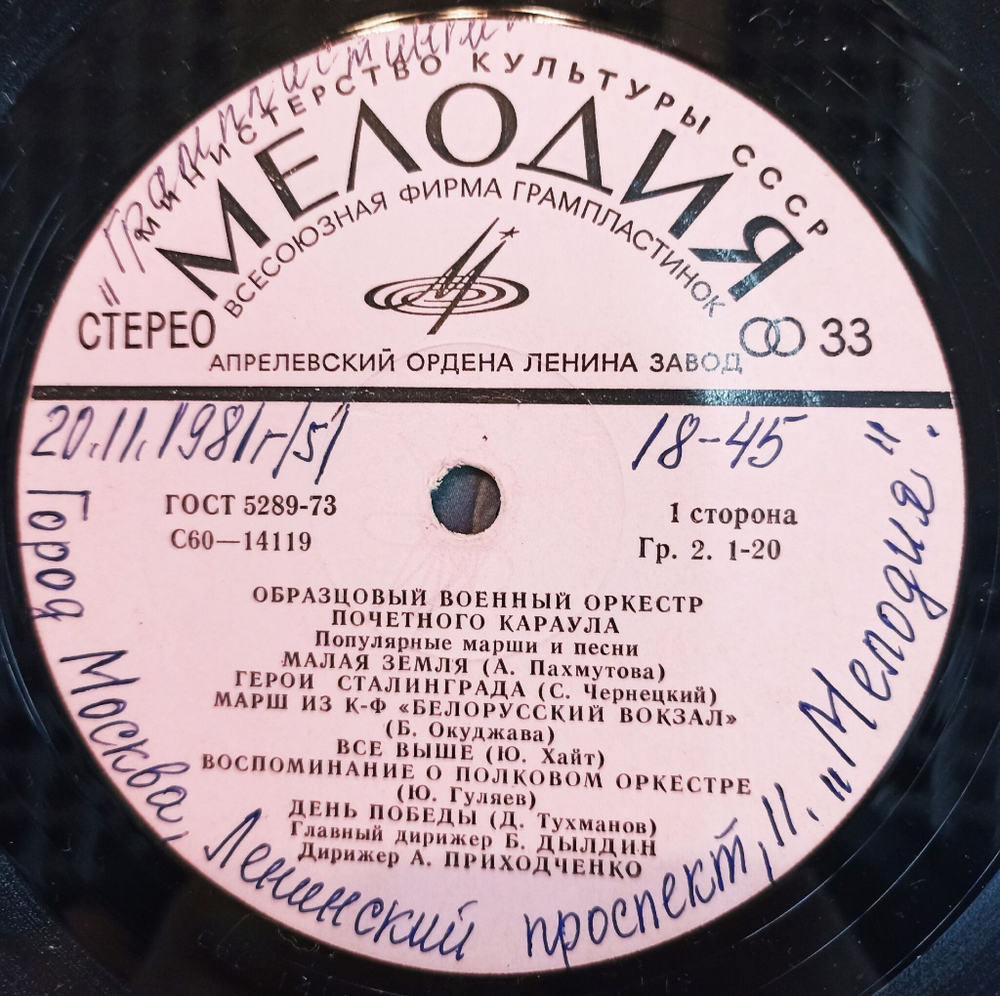 "Грампластинки"
МИНИСТЕРСТВО КУЛЬТУРЫ СССР
МЕЛОДИЯ
ВСЕСОЮЗНАЯ ФИРМА ГРАМПЛАСТИНОК
СТЕРЕО
33
АПРЕЛЕВСКИЙ ОРДЕНА ЛЕНИНА ЗАВОД
20.11.1981г/5/
18-45
ГОСТ 5289-73
1 сторона
С60—14119
Гр. 2. 1-20
ОБРАЗЦОВЫЙ ВОЕННЫЙ ОРКЕСТР
ПОЧЕТНОГО КАРАУЛА
Популярные марши и песни
МАЛАЯ ЗЕМЛЯ (А. Пахмутова)
ГЕРОИ СТАЛИНГРАДА (С. Чернецкий)
МАРШ ИЗ К-Ф «БЕЛОРУССКИЙ ВОКЗАЛ»
(Б. Окуджава)
ВСЕ ВЫШЕ (Ю. Хайт)
ВОСПОМИНАНИЕ О ПОЛКОВОМ ОРКЕСТРЕ
(Ю. Гуляев)
ДЕНЬ ПОБЕДЫ (Д. Тухманов)
Главный дирижер Б. ДЫЛДИН
Дирижер А. ПРИХОДЧЕНКО
Город Москва, Ленинский проспект, 11. „Мелодия".